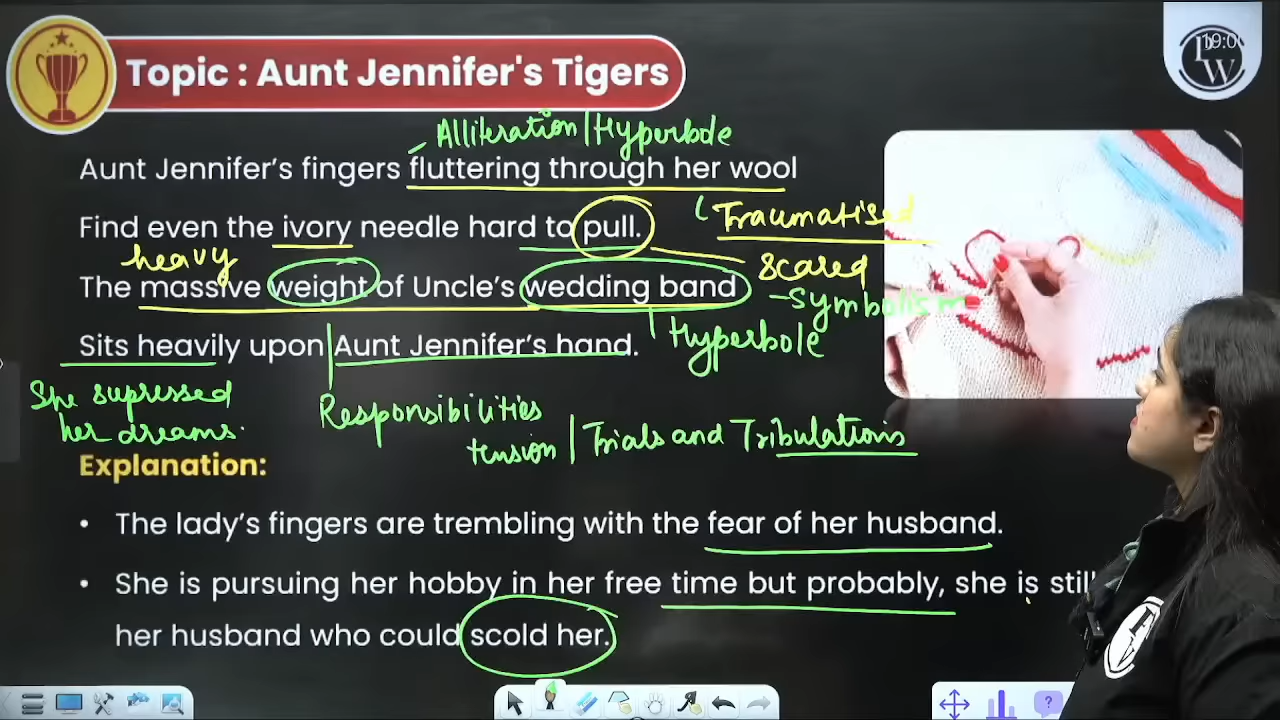 Topic : Aunt Jennifer's Tigers
Alliteration/Hyperbole
Aunt Jennifer's fingers fluttering through her wool
Find even the ivory needle hard to pull.
Traumatised
heavy
scared
The massive weight of Uncle's wedding band
- Symbolism
Sits heavily upon Aunt Jennifer's hand.
Hyperbole
She supressed
her dreams.
Responsibilities
tension | Trials and Tribulations
Explanation:
• The lady's fingers are trembling with the fear of her husband.
• She is pursuing her hobby in her free time but probably, she is still
her husband who could scold her.